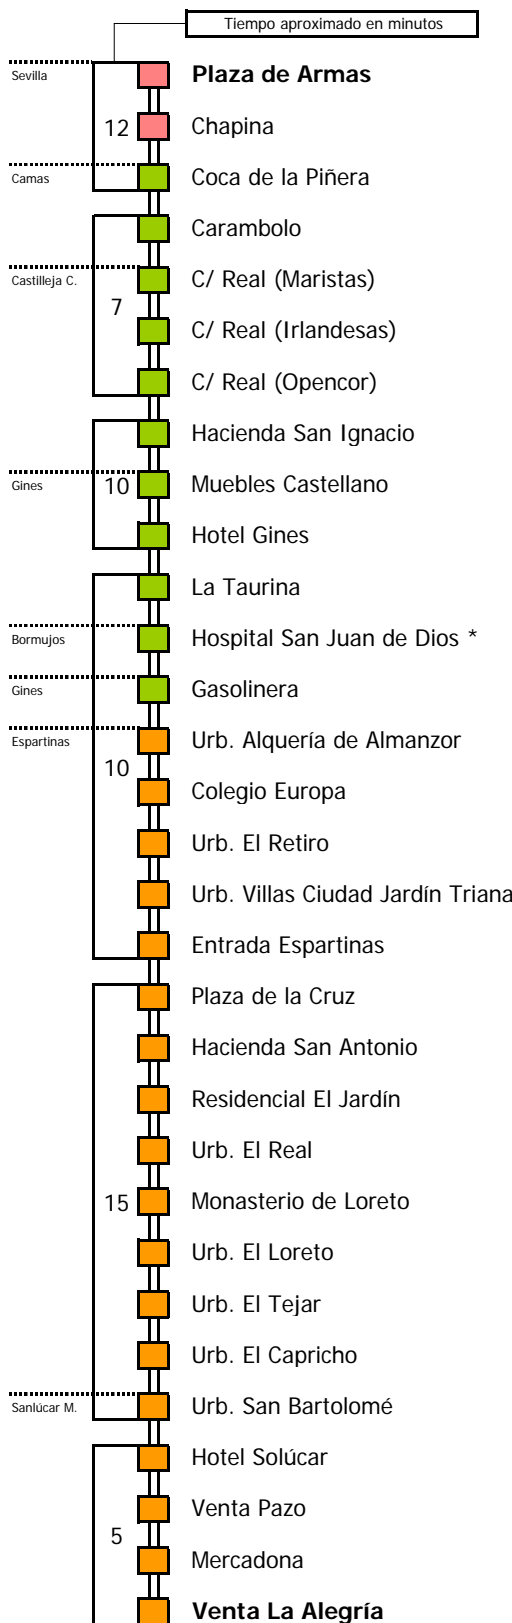 Tiempo aproximado en minutos
Sevilla
Plaza de Armas
12
Chapina
Camas
Coca de la Piñera
Carambolo
Castilleja C.
C/ Real (Maristas)
7
C/ Real (Irlandesas)
C/ Real (Opencor)
Hacienda San Ignacio
Gines
10
Muebles Castellano
Hotel Gines
La Taurina
Bormujos
Hospital San Juan de Dios *
Gines
Gasolinera
Espartinas
Urb. Alquería de Almanzor
10
Colegio Europa
Urb. El Retiro
Urb. Villas Ciudad Jardín Triana
Entrada Espartinas
Plaza de la Cruz
Hacienda San Antonio
Residencial El Jardín
Urb. El Real
15
Monasterio de Loreto
Urb. El Loreto
Urb. El Tejar
Urb. El Capricho
Sanlúcar M.
Urb. San Bartolomé
Hotel Solúcar
Venta Pazo
5
Mercadona
Venta La Alegría